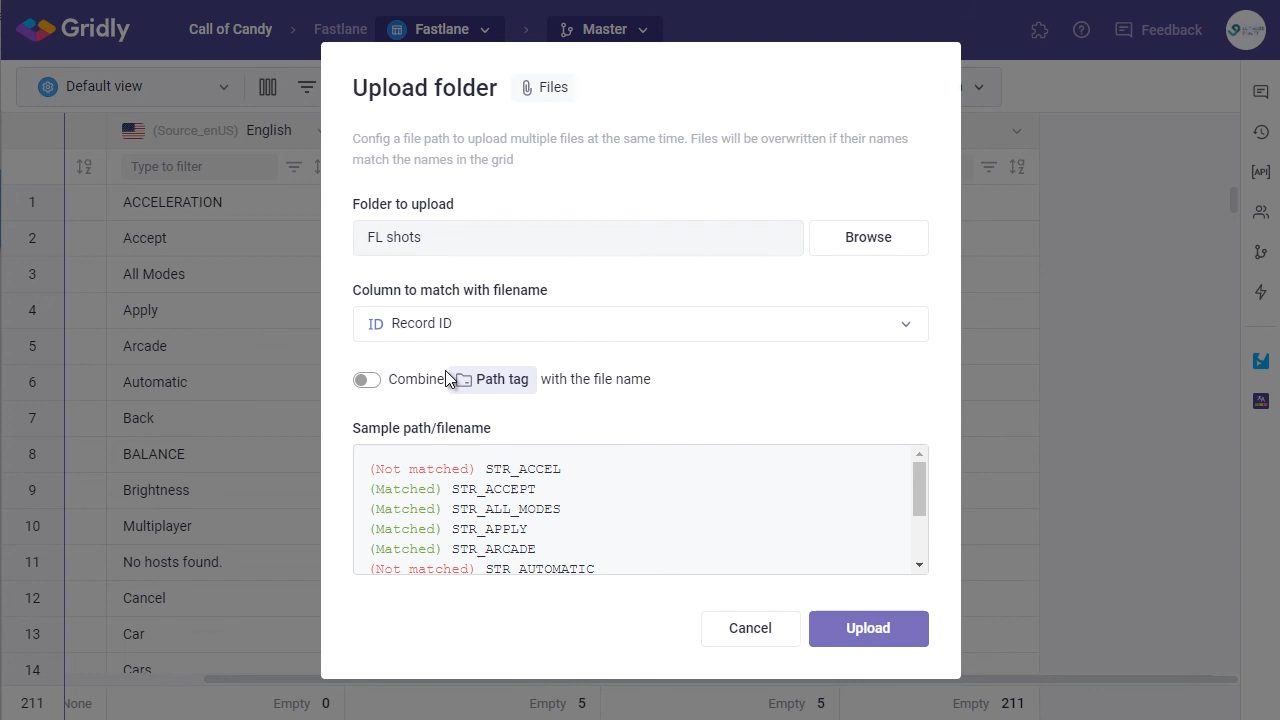 Gridly
Call of Candy > Fastlane Fastlane > Master
Feedback
Default view
Upload folder Files
Config a file path to upload multiple files at the same time. Files will be overwritten if their names
match the names in the grid
Folder to upload
FL shots Browse
Column to match with filename
ID Record ID
Combine Path tag with the file name
Sample path/filename
(Not matched) STR_ACCEL
(Matched) STR_ACCEPT
(Matched) STR_ALL_MODES
(Matched) STR_APPLY
(Matched) STR_ARCADE
(Not matched) STR_AUTOMATIC
Cancel Upload
(Source_enUS) English
Type to filter
1 ACCELERATION
2 Accept
3 All Modes
4 Apply
5 Arcade
6 Automatic
7 Back
8 BALANCE
9 Brightness
10 Multiplayer
11 No hosts found.
12 Cancel
13 Car
14 Cars
211 None Empty 0 Empty 5 Empty 5 Empty 211
[API]